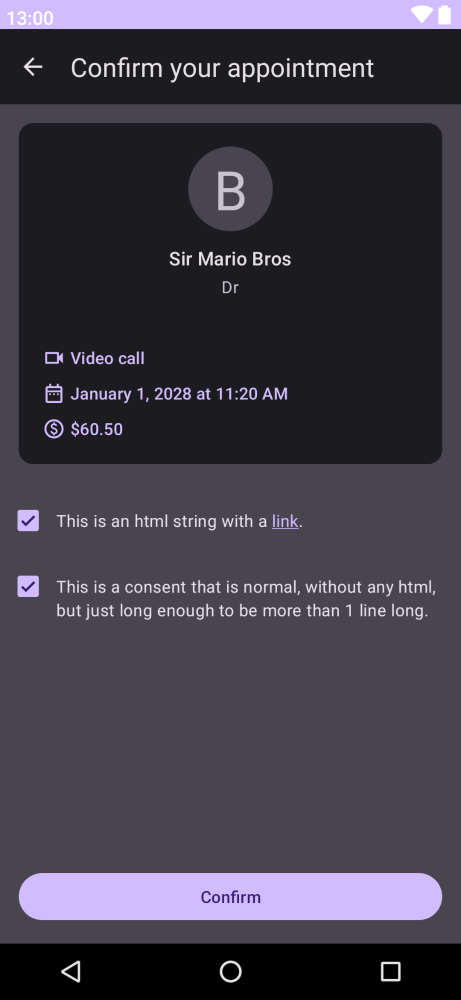 13:00
Confirm your appointment
B
Sir Mario Bros
Dr
Video call
January 1, 2028 at 11:20 AM
$60.50
This is an html string with a link.
This is a consent that is normal, without any html,
but just long enough to be more than 1 line long.
Confirm